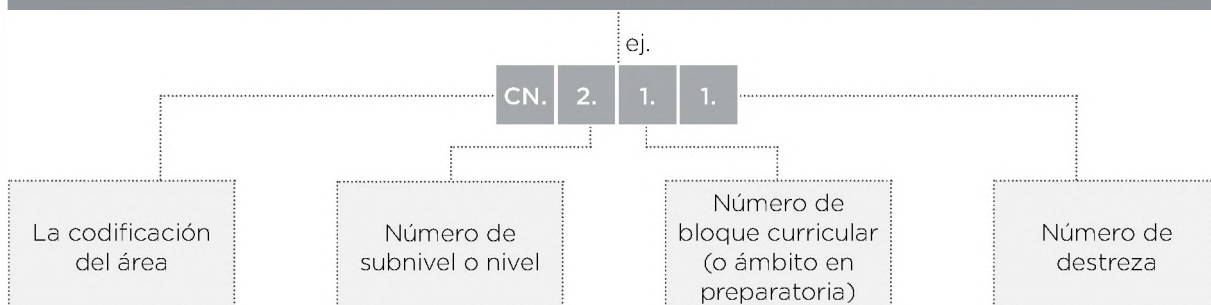 ej.
CN. 2. 1. 1.
La codificación
del área
Número de
subnivel o nivel
Número de
bloque curricular
(o ámbito en
preparatoria)
Número de
destreza